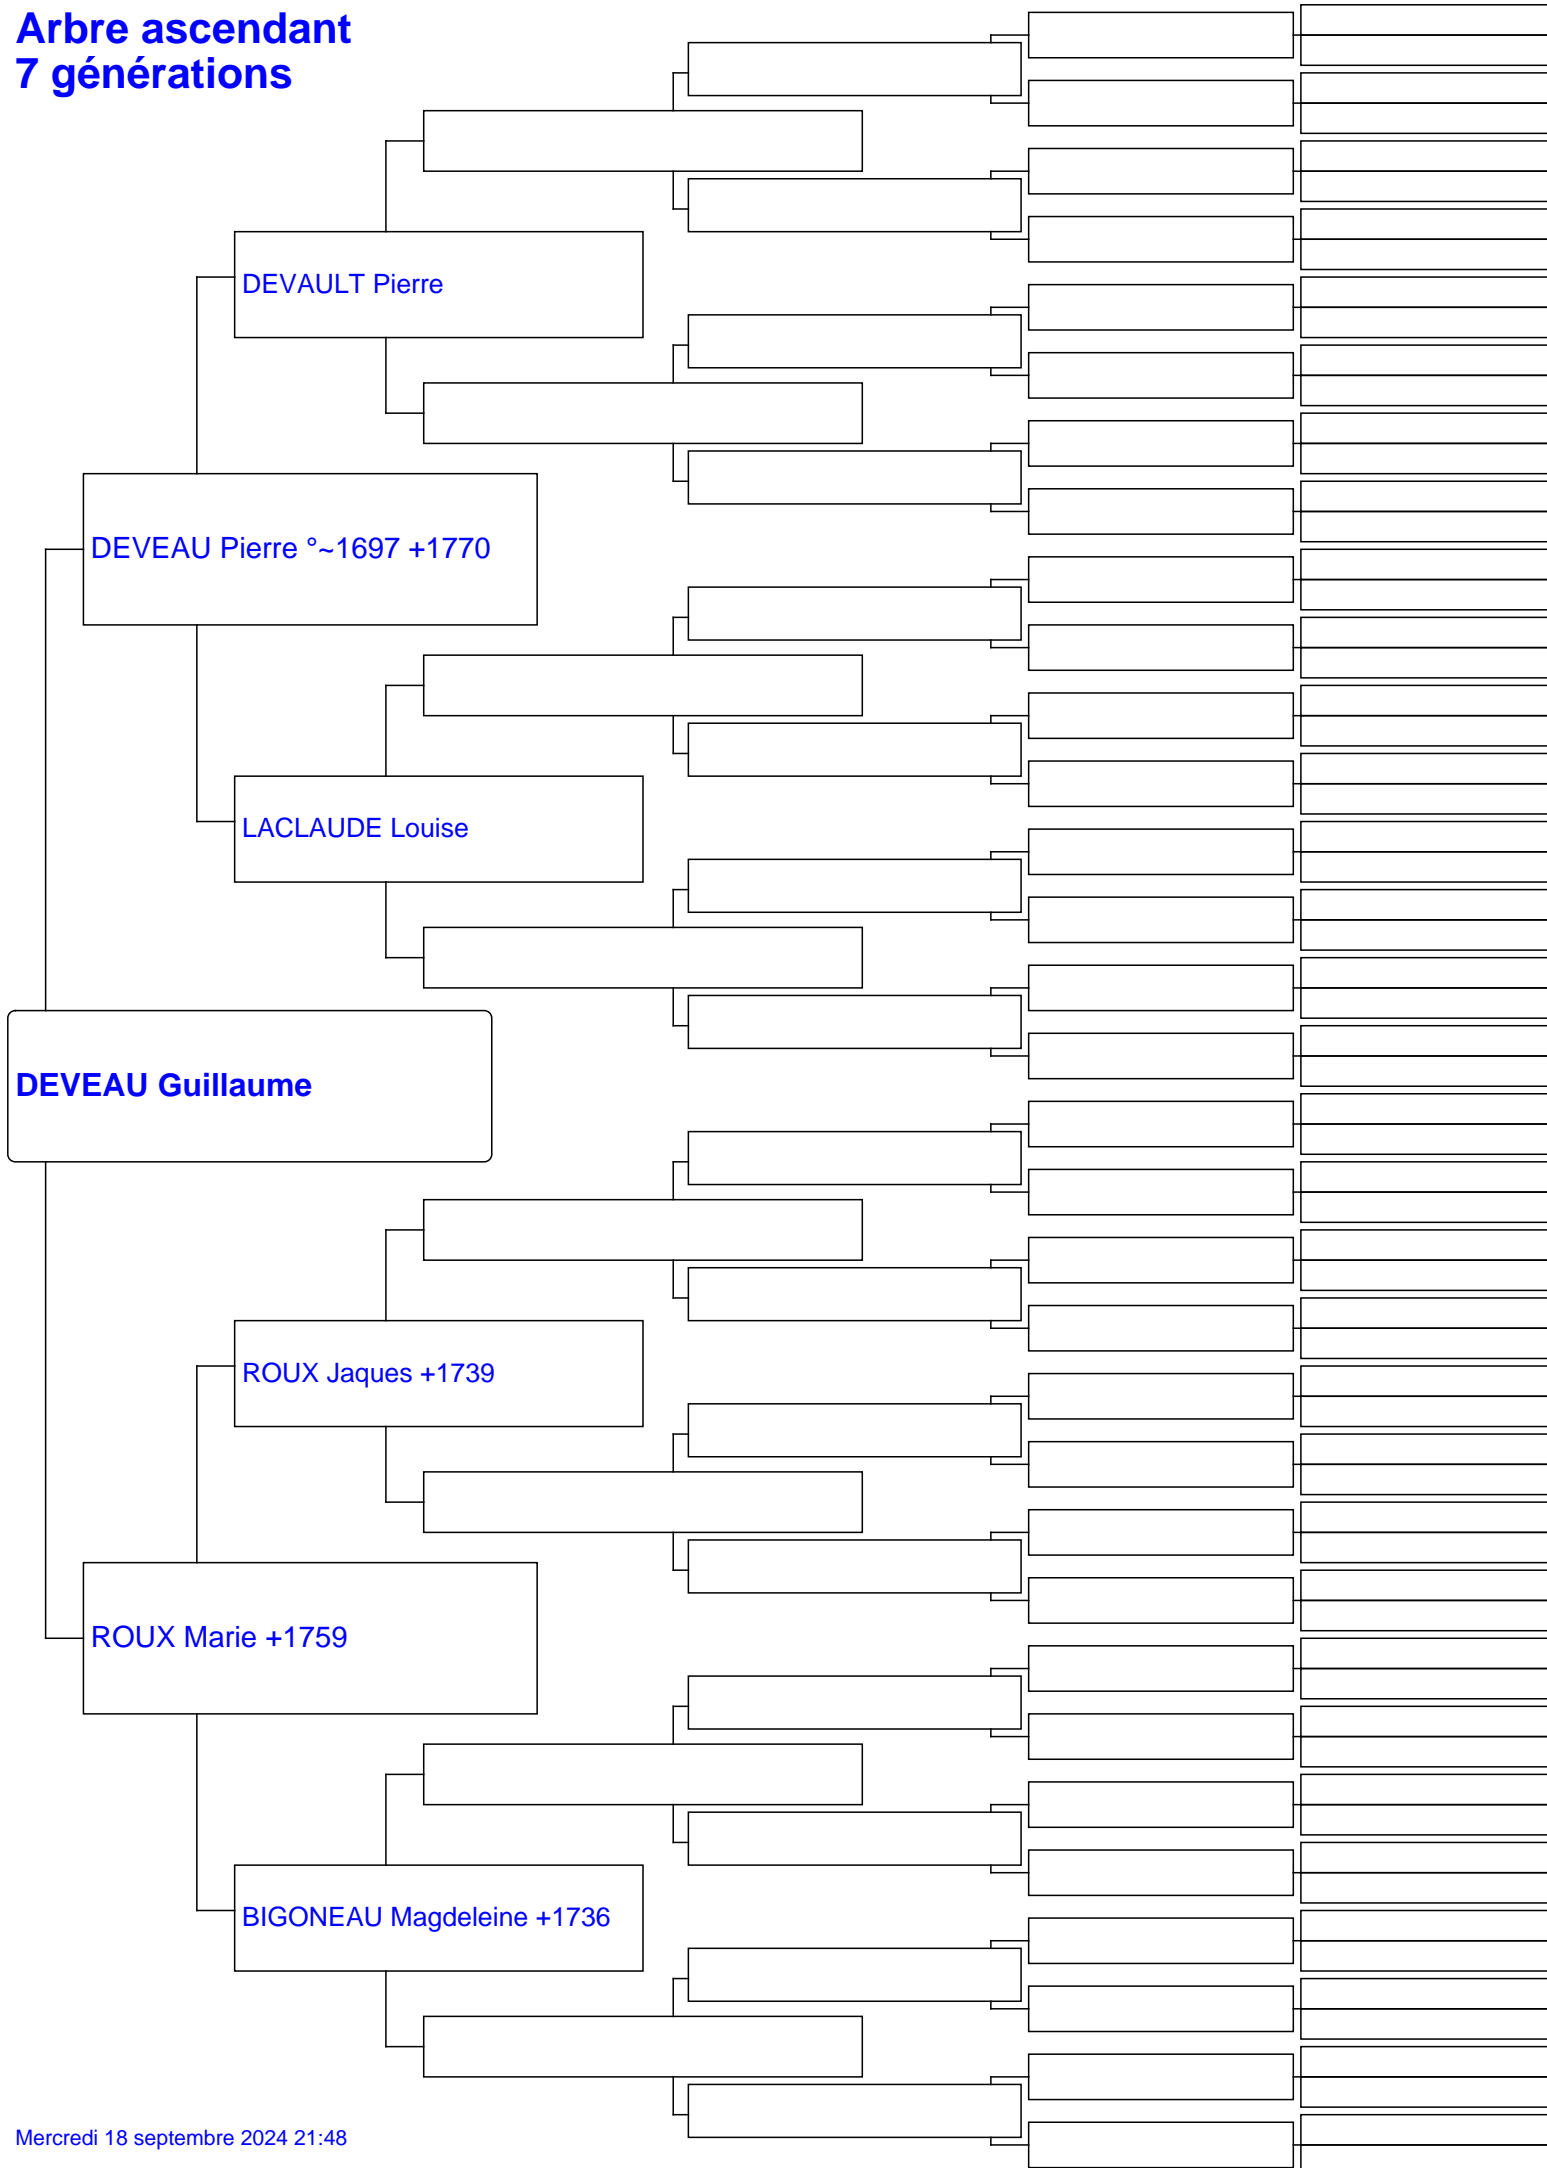 Arbre ascendant
7 générations
DEVAULT Pierre
DEVEAU Pierre °~1697 +1770
LACLAUDE Louise
DEVEAU Guillaume
ROUX Jaques +1739
ROUX Marie +1759
BIGONEAU Magdeleine +1736
Mercredi 18 septembre 2024 21:48